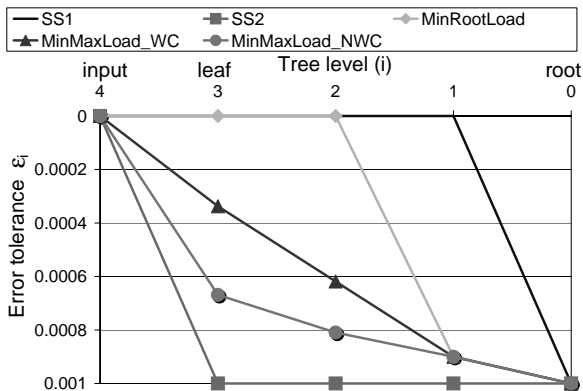 SS1 SS2 MinRootLoad
MinMaxLoad_WC MinMaxLoad_NWC
input leaf Tree level (i) root
4 3 2 1 0
0
0.0002
0.0004
0.0006
0.0008
0.001
Error tolerance εi